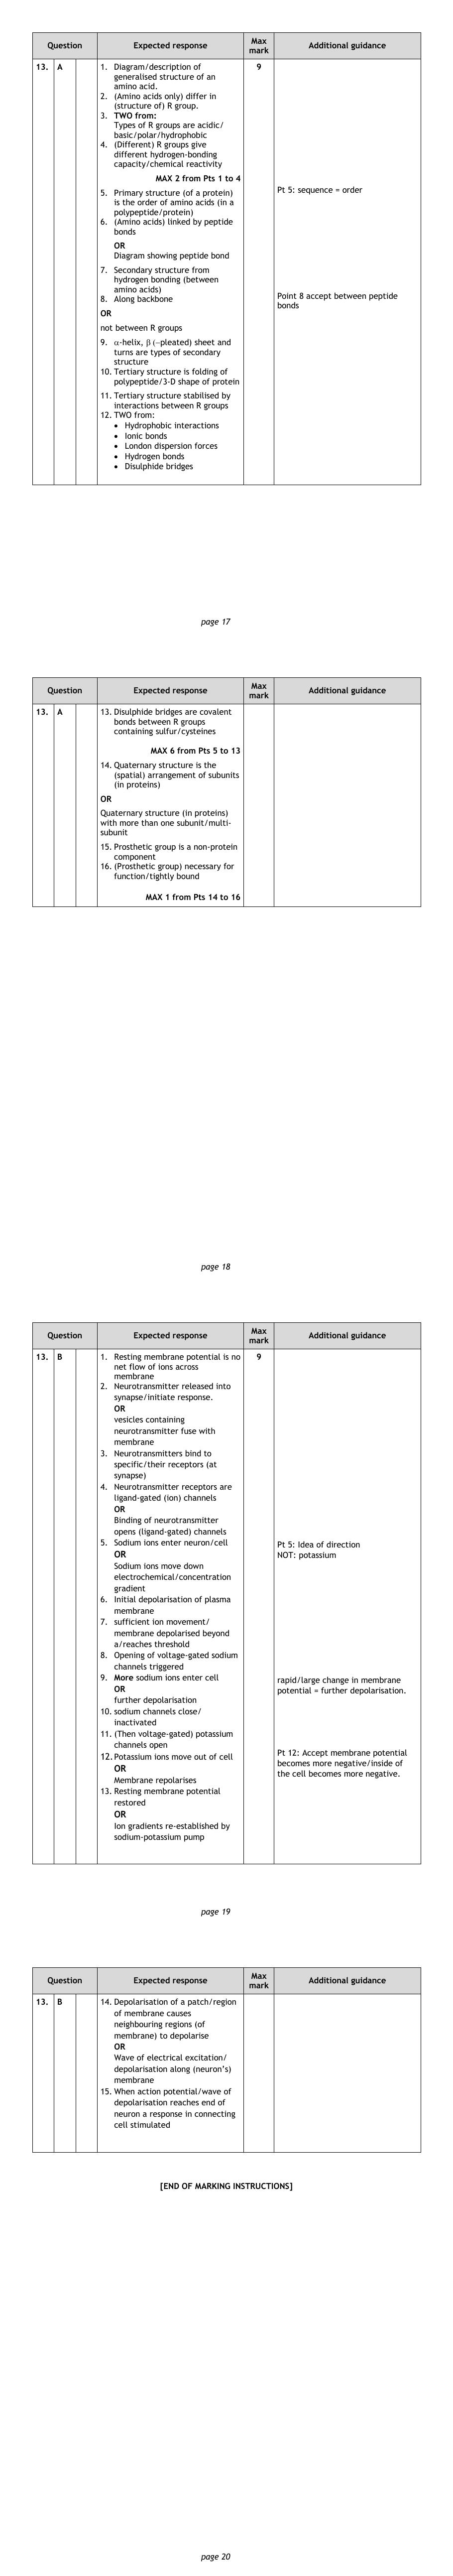 Question Expected response Max mark Additional guidance
13. A 1. Diagram/description of 9
generalised structure of an
amino acid.
2. (Amino acids only) differ in
(structure of) R group.
3. TWO from:
Types of R groups are acidic/
basic/polar/hydrophobic
4. (Different) R groups give
different hydrogen-bonding
capacity/chemical reactivity
MAX 2 from Pts 1 to 4
5. Primary structure (of a protein) Pt 5: sequence = order
is the order of amino acids (in a
polypeptide/protein)
6. (Amino acids) linked by peptide
bonds
OR
Diagram showing peptide bond
7. Secondary structure from
hydrogen bonding (between
amino acids)
8. Along backbone Point 8 accept between peptide
bonds
OR
not between R groups
9. α-helix, β (–pleated) sheet and
turns are types of secondary
structure
10. Tertiary structure is folding of
polypeptide/3-D shape of protein
11. Tertiary structure stabilised by
interactions between R groups
12. TWO from:
• Hydrophobic interactions
• Ionic bonds
• London dispersion forces
• Hydrogen bonds
• Disulphide bridges
page 17
Question Expected response Max mark Additional guidance
13. A 13. Disulphide bridges are covalent
bonds between R groups
containing sulfur/cysteines
MAX 6 from Pts 5 to 13
14. Quaternary structure is the
(spatial) arrangement of subunits
(in proteins)
OR
Quaternary structure (in proteins)
with more than one subunit/multi-
subunit
15. Prosthetic group is a non-protein
component
16. (Prosthetic group) necessary for
function/tightly bound
MAX 1 from Pts 14 to 16
page 18
Question Expected response Max mark Additional guidance
13. B 1. Resting membrane potential is no 9
net flow of ions across
membrane
2. Neurotransmitter released into
synapse/initiate response.
OR
vesicles containing
neurotransmitter fuse with
membrane
3. Neurotransmitters bind to
specific/their receptors (at
synapse)
4. Neurotransmitter receptors are
ligand-gated (ion) channels
OR
Binding of neurotransmitter
opens (ligand-gated) channels
5. Sodium ions enter neuron/cell Pt 5: Idea of direction
OR NOT: potassium
Sodium ions move down
electrochemical/concentration
gradient
6. Initial depolarisation of plasma
membrane
7. sufficient ion movement/
membrane depolarised beyond
a/reaches threshold
8. Opening of voltage-gated sodium
channels triggered
9. More sodium ions enter cell rapid/large change in membrane
OR potential = further depolarisation.
further depolarisation
10. sodium channels close/
inactivated
11. (Then voltage-gated) potassium
channels open
12. Potassium ions move out of cell Pt 12: Accept membrane potential
OR becomes more negative/inside of
Membrane repolarises the cell becomes more negative.
13. Resting membrane potential
restored
OR
Ion gradients re-established by
sodium-potassium pump
page 19
Question Expected response Max mark Additional guidance
13. B 14. Depolarisation of a patch/region
of membrane causes
neighbouring regions (of
membrane) to depolarise
OR
Wave of electrical excitation/
depolarisation along (neuron's)
membrane
15. When action potential/wave of
depolarisation reaches end of
neuron a response in connecting
cell stimulated
[END OF MARKING INSTRUCTIONS]
page 20